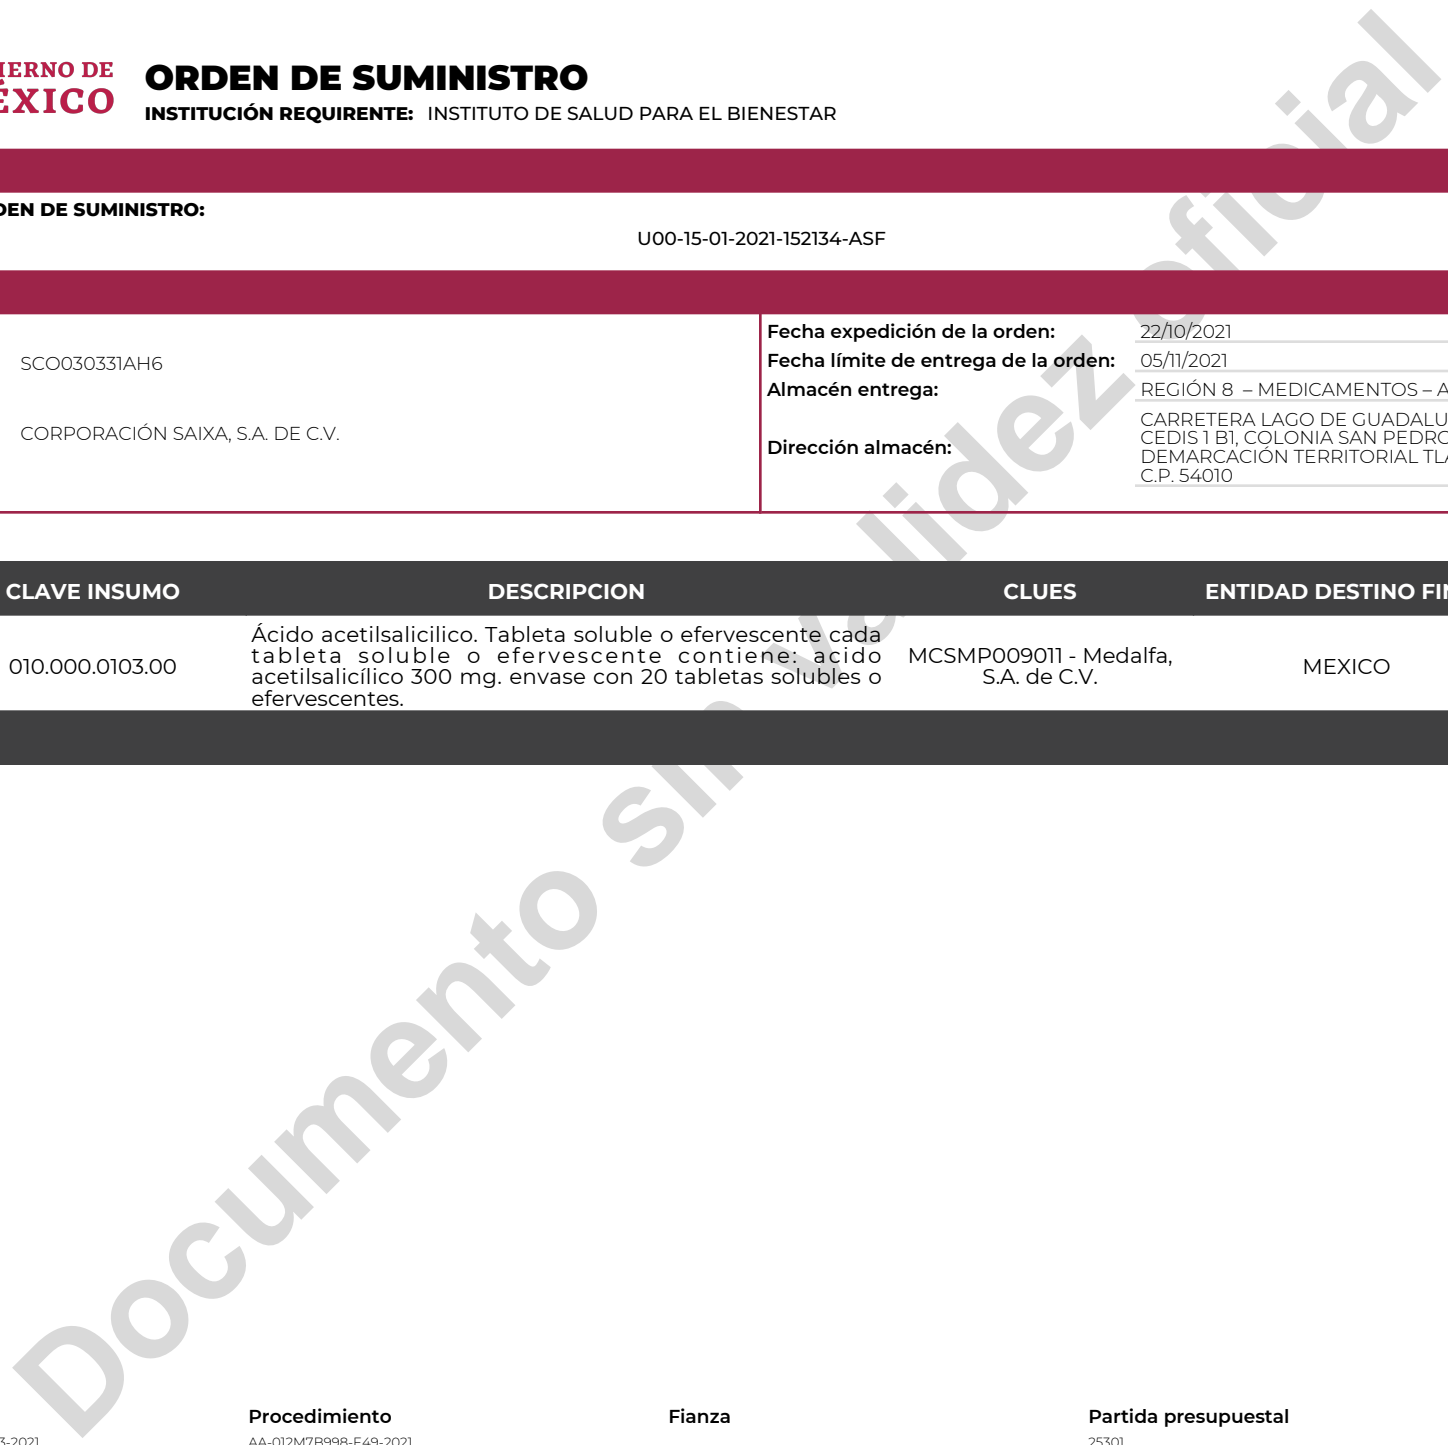 IERNO DE
ÉXICO
ORDEN DE SUMINISTRO
INSTITUCIÓN REQUIRENTE: INSTITUTO DE SALUD PARA EL BIENESTAR
DEN DE SUMINISTRO:
U00-15-01-2021-152134-ASF
SCO030331AH6
CORPORACIÓN SAIXA, S.A. DE C.V.
Fecha expedición de la orden: 22/10/2021
Fecha límite de entrega de la orden: 05/11/2021
Almacén entrega: REGIÓN 8 – MEDICAMENTOS – A
Dirección almacén:
CARRETERA LAGO DE GUADALU
CEDIS 1 B1, COLONIA SAN PEDRO
DEMARCACIÓN TERRITORIAL TLA
C.P. 54010
CLAVE INSUMO DESCRIPCION CLUES ENTIDAD DESTINO FIN
010.000.0103.00
Ácido acetilsalicilico. Tableta soluble o efervescente cada
tableta soluble o efervescente contiene: acido
acetilsalicílico 300 mg. envase con 20 tabletas solubles o
efervescentes.
MCSMP009011 - Medalfa,
S.A. de C.V.
MEXICO
Documento sin validez oficial
Procedimiento Fianza Partida presupuestal
3-2021 AA-012M7B998-E49-2021 25301